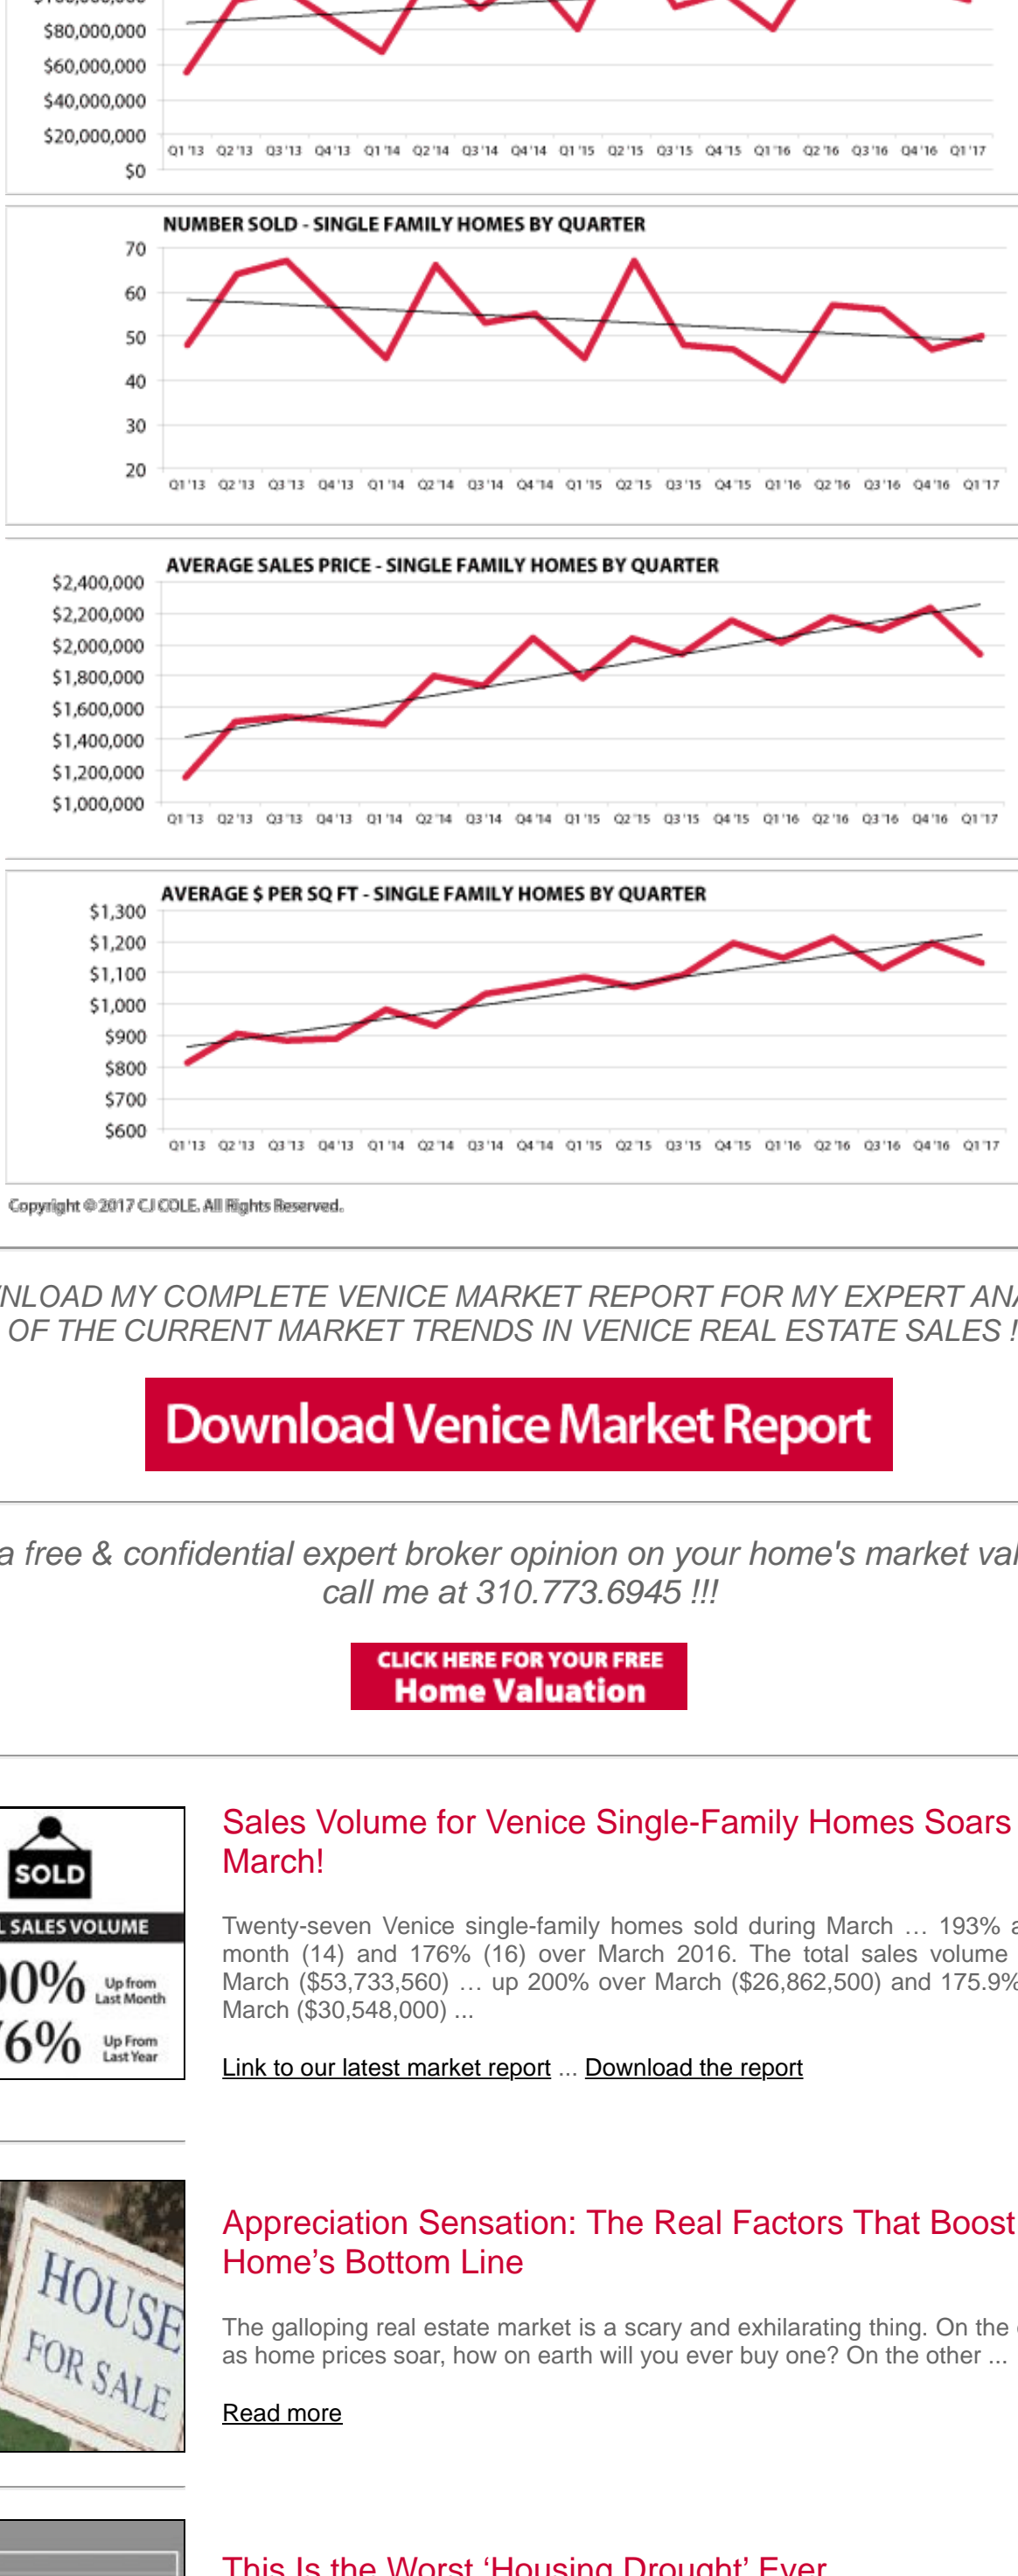 $80,000,000
$60,000,000
$40,000,000
$20,000,000
$0
Q1 '13 Q2 '13 Q3 '13 Q4 '13 Q1 '14 Q2 '14 Q3 '14 Q4 '14 Q1 '15 Q2 '15 Q3 '15 Q4 '15 Q1 '16 Q2 '16 Q3 '16 Q4 '16 Q1 '17
NUMBER SOLD - SINGLE FAMILY HOMES BY QUARTER
70
60
50
40
30
20
Q1 '13 Q2 '13 Q3 '13 Q4 '13 Q1 '14 Q2 '14 Q3 '14 Q4 '14 Q1 '15 Q2 '15 Q3 '15 Q4 '15 Q1 '16 Q2 '16 Q3 '16 Q4 '16 Q1 '17
AVERAGE SALES PRICE - SINGLE FAMILY HOMES BY QUARTER
$2,400,000
$2,200,000
$2,000,000
$1,800,000
$1,600,000
$1,400,000
$1,200,000
$1,000,000
Q1 '13 Q2 '13 Q3 '13 Q4 '13 Q1 '14 Q2 '14 Q3 '14 Q4 '14 Q1 '15 Q2 '15 Q3 '15 Q4 '15 Q1 '16 Q2 '16 Q3 '16 Q4 '16 Q1 '17
AVERAGE $ PER SQ FT - SINGLE FAMILY HOMES BY QUARTER
$1,300
$1,200
$1,100
$1,000
$900
$800
$700
$600
Q1 '13 Q2 '13 Q3 '13 Q4 '13 Q1 '14 Q2 '14 Q3 '14 Q4 '14 Q1 '15 Q2 '15 Q3 '15 Q4 '15 Q1 '16 Q2 '16 Q3 '16 Q4 '16 Q1 '17
Copyright © 2017 CJ COLE. All Rights Reserved.
NLOAD MY COMPLETE VENICE MARKET REPORT FOR MY EXPERT ANA
OF THE CURRENT MARKET TRENDS IN VENICE REAL ESTATE SALES !
Download Venice Market Report
a free & confidential expert broker opinion on your home's market val
call me at 310.773.6945 !!!
CLICK HERE FOR YOUR FREE
Home Valuation
SOLD
L SALES VOLUME
00% Up from Last Month
76% Up From Last Year
Sales Volume for Venice Single-Family Homes Soars
March!
Twenty-seven Venice single-family homes sold during March … 193% a
month (14) and 176% (16) over March 2016. The total sales volume
March ($53,733,560) … up 200% over March ($26,862,500) and 175.9%
March ($30,548,000) ...
Link to our latest market report ... Download the report
HOUSE
FOR SALE
Appreciation Sensation: The Real Factors That Boost
Home’s Bottom Line
The galloping real estate market is a scary and exhilarating thing. On the
as home prices soar, how on earth will you ever buy one? On the other ...
Read more
This Is the Worst ‘Housing Drought’ Ever